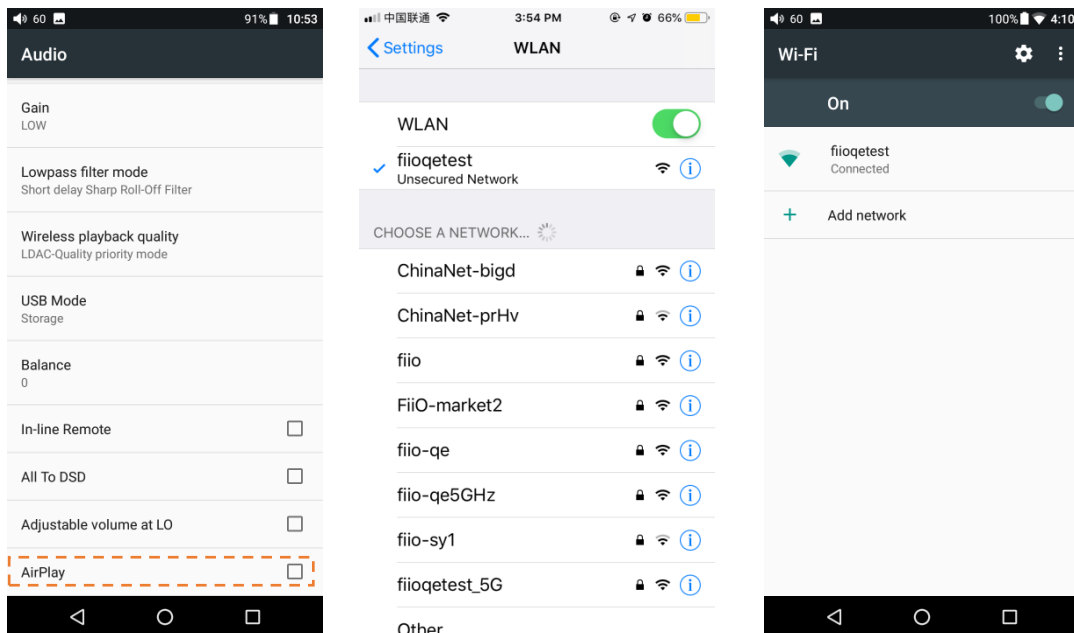 60 91% 10:53
Audio
Gain
LOW
Lowpass filter mode
Short delay Sharp Roll-Off Filter
Wireless playback quality
LDAC-Quality priority mode
USB Mode
Storage
Balance
0
In-line Remote
All To DSD
Adjustable volume at LO
AirPlay
中国联通 3:54 PM 66%
Settings WLAN
WLAN
fiioqetest
Unsecured Network
CHOOSE A NETWORK...
ChinaNet-bigd
ChinaNet-prHv
fiio
FiiO-market2
fiio-qe
fiio-qe5GHz
fiio-sy1
fiioqetest_5G
Other
60 100% 4:10
Wi-Fi
On
fiioqetest
Connected
Add network